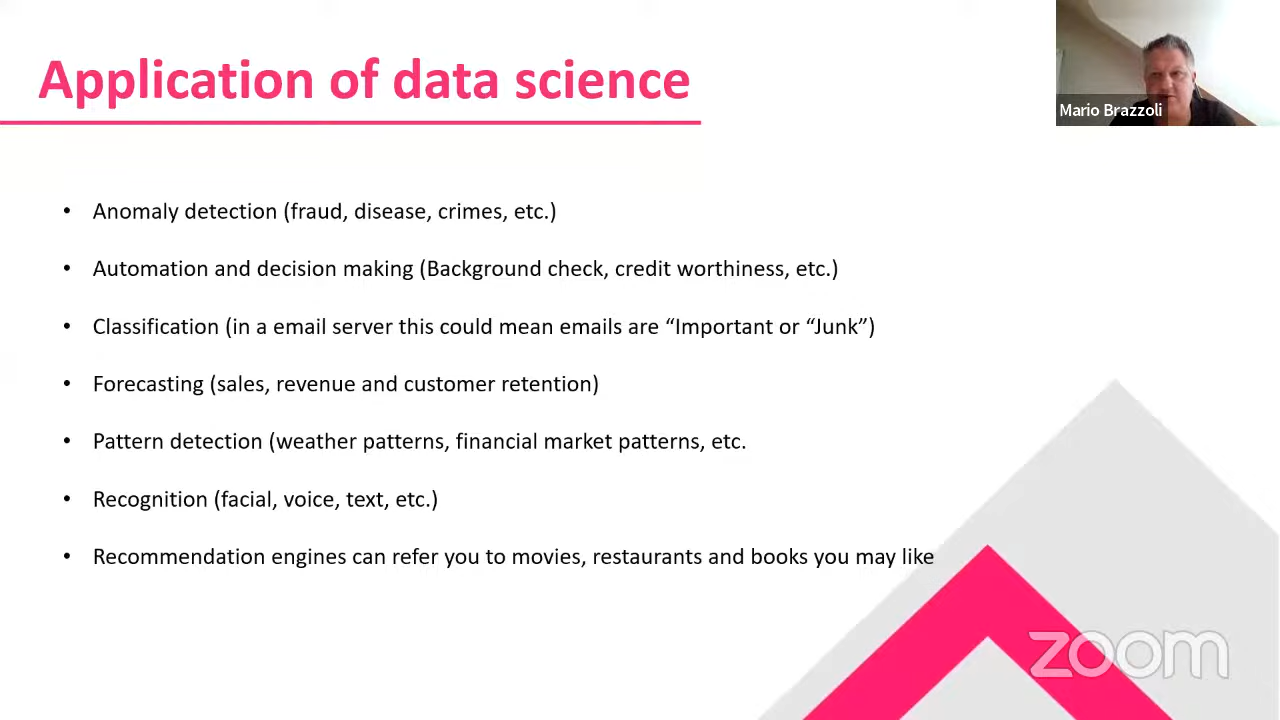 Application of data science
Mario Brazzoli
• Anomaly detection (fraud, disease, crimes, etc.)
• Automation and decision making (Background check, credit worthiness, etc.)
• Classification (in a email server this could mean emails are “Important or “Junk”)
• Forecasting (sales, revenue and customer retention)
• Pattern detection (weather patterns, financial market patterns, etc.
• Recognition (facial, voice, text, etc.)
• Recommendation engines can refer you to movies, restaurants and books you may like
zoom